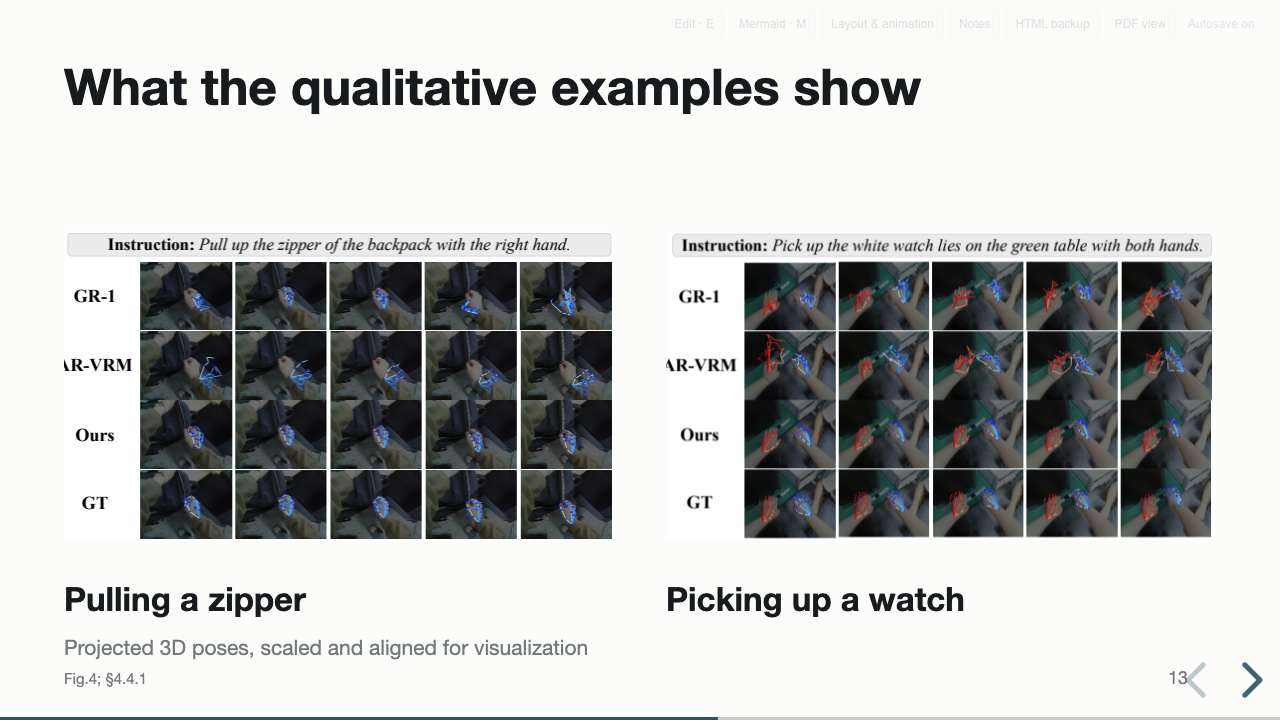 Edit · E
Mermaid · M
Layout & animation
Notes
HTML backup
PDF view
Autosave on
What the qualitative examples show
Instruction: Pull up the zipper of the backpack with the right hand.
GR-1
AR-VRM
Ours
GT
Instruction: Pick up the white watch lies on the green table with both hands.
GR-1
AR-VRM
Ours
GT
Pulling a zipper
Projected 3D poses, scaled and aligned for visualization
Picking up a watch
Fig.4; §4.4.1
13